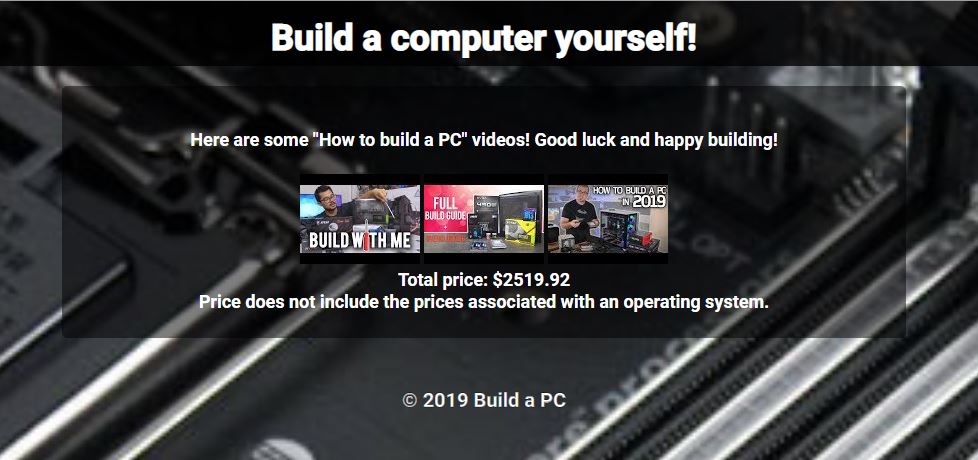 Build a computer yourself!
Here are some "How to build a PC" videos! Good luck and happy building!
BUILD WITH ME
FULL
BUILD GUIDE
HOW TO BUILD A PC
IN 2019
Total price: $2519.92
Price does not include the prices associated with an operating system.
© 2019 Build a PC